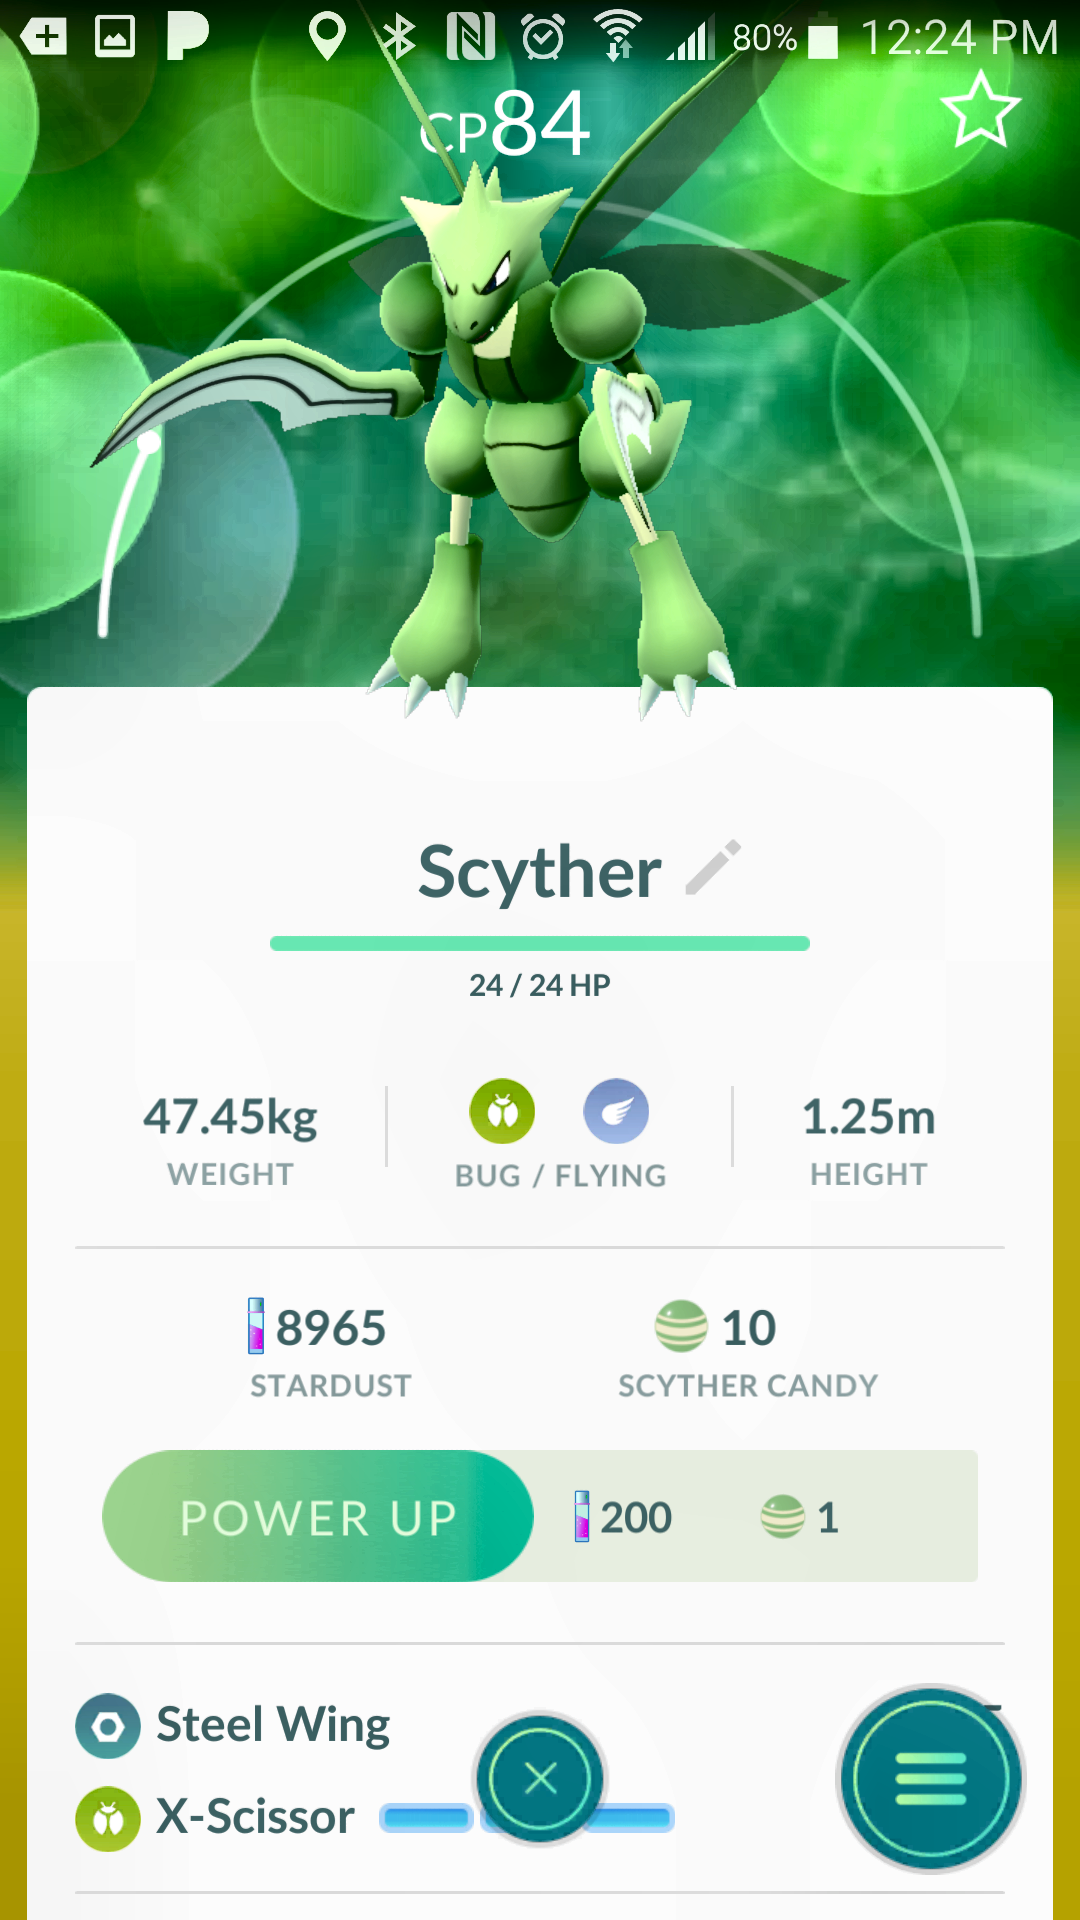 80% 12:24 PM
CP84
Scyther
24 / 24 HP
47.45kg
WEIGHT
BUG / FLYING
1.25m
HEIGHT
8965
STARDUST
10
SCYTHER CANDY
POWER UP 200 1
Steel Wing
X-Scissor